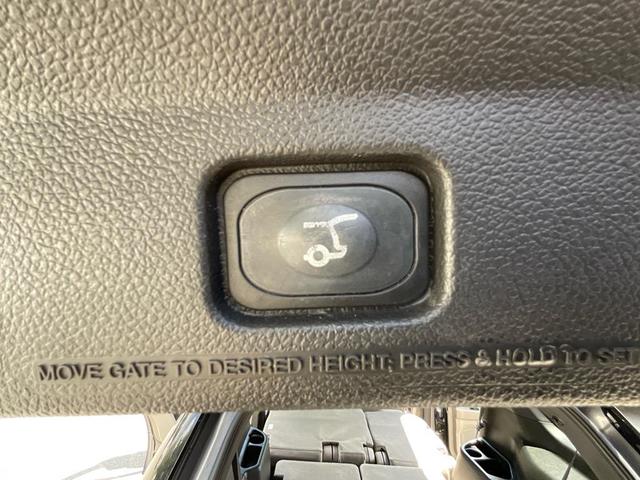 MOVE GATE TO DESIRED HEIGHT; PRESS & HOLD TO SET